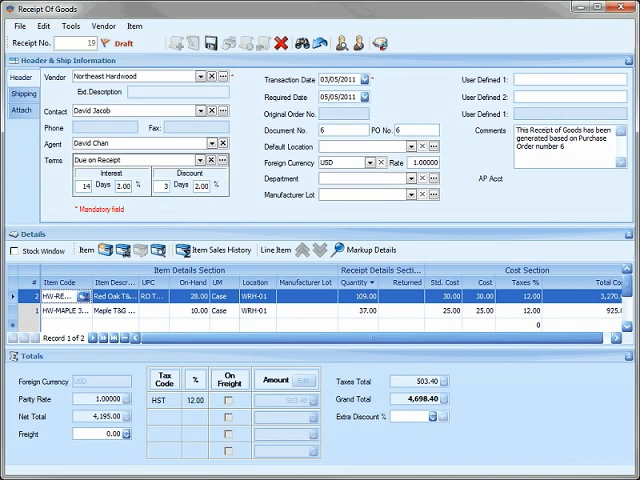 Receipt Of Goods
File Edit Tools Vendor Item
Receipt No. 19 Draft
Header & Ship Information
Header
Shipping
Attach
Vendor Northeast Hardwood *
Ext. Description
Contact David Jacob
Phone Fax:
Agent David Chan
Terms Due on Receipt
Interest Discount
14 Days 2.00 % 3 Days 2.00 %
* Mandatory field
Transaction Date 03/05/2011 *
Required Date 05/05/2011
Original Order No.
Document No. 6 PO No. 6
Default Location
Foreign Currency USD Rate 1.00000
Department
Manufacturer Lot
User Defined 1:
User Defined 2:
User Defined 1:
Comments This Receipt of Goods has been
generated based on Purchase
Order number 6
AP Acct
Details
Stock Window Item Item Sales History Line Item Markup Details
Item Details Section Receipt Details Secti... Cost Section
# Item Code Item Descr... UPC On-Hand UM Location Manufacturer Lot Quantity Returned Std. Cost Cost Taxes % Total Co
2 HW-RE... Red Oak T&... RO T... 28.00 Case WRH-01 109.00 30.00 30.00 12.00 3,270.
1 HW-MAPLE 3... Maple T&G ... 10.00 Case WRH-01 37.00 25.00 25.00 12.00 925.
0
Record 1 of 2
Totals
Foreign Currency USD
Parity Rate 1.00000
Net Total 4,195.00
Freight 0.00
Tax Code % On Freight Amount Edit
HST 12.00 503.40
Taxes Total 503.40
Grand Total 4,698.40
Extra Discount %